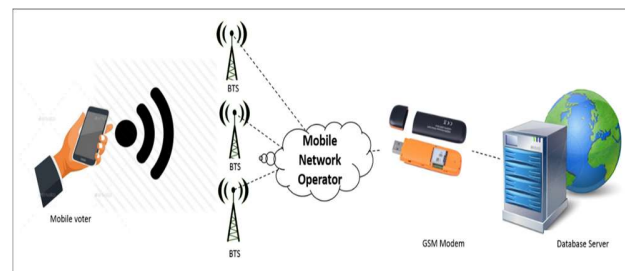 BTS
Mobile voter
BTS
BTS
Mobile
Network
Operator
GSM Modem
Database Server